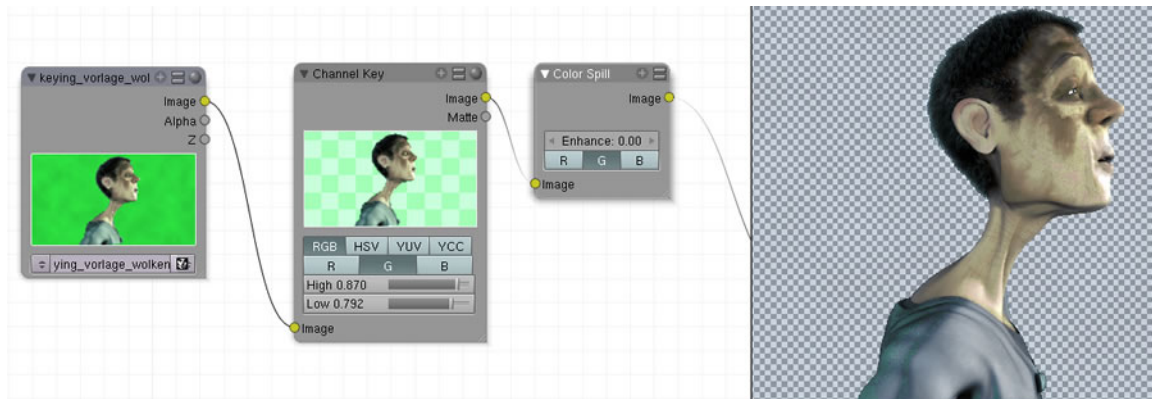 keying_vorlage_wol
Image
Alpha
Z
ying_vorlage_wolken
Channel Key
Image
Matte
RGB HSV YUV YCC
R G B
High 0.870
Low 0.792
Image
Color Spill
Image
Enhance: 0.00
R G B
Image